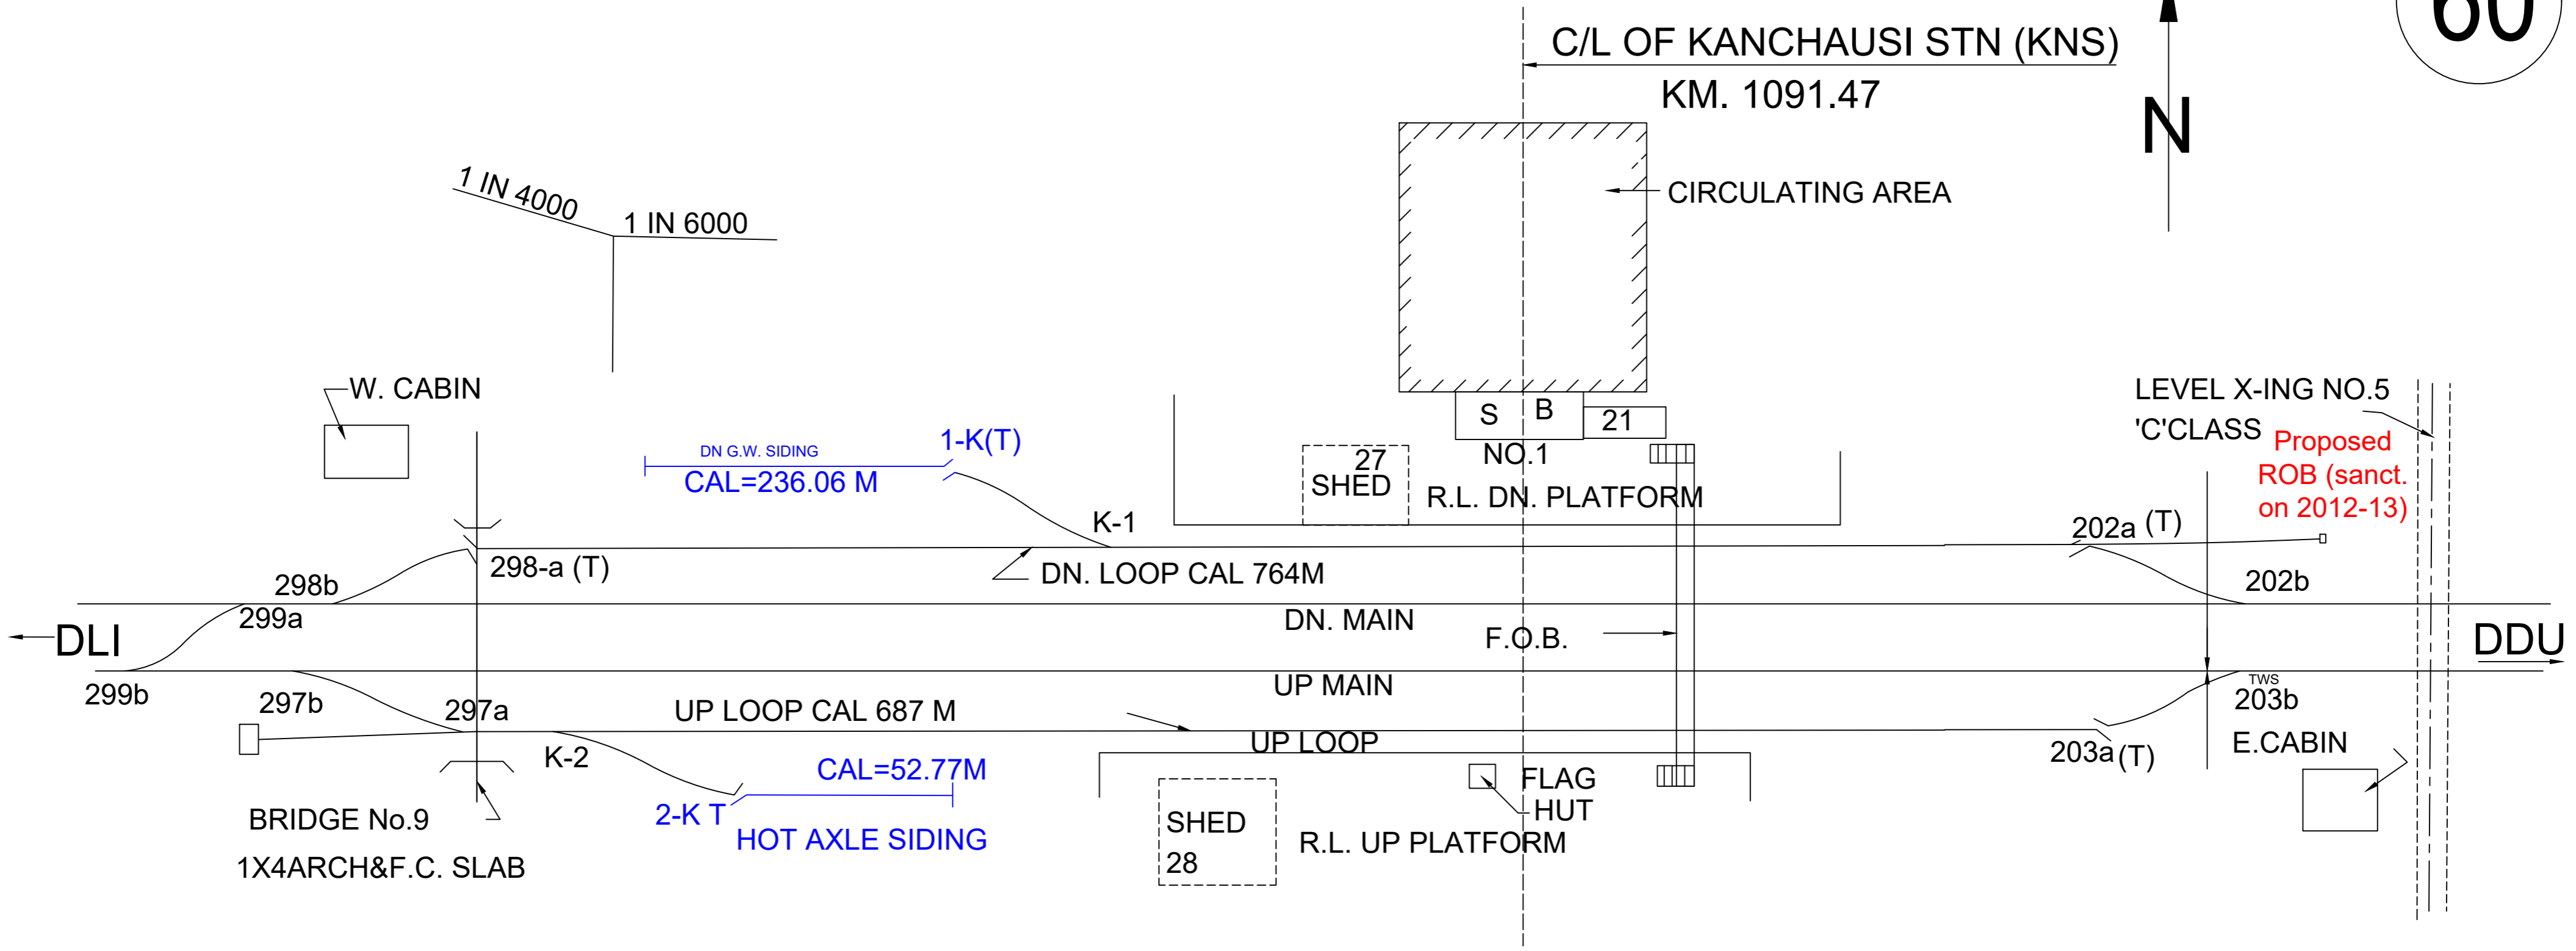 60
C/L OF KANCHAUSI STN (KNS)
KM. 1091.47
N
1 IN 4000
1 IN 6000
CIRCULATING AREA
W. CABIN
LEVEL X-ING NO.5
'C'CLASS
Proposed
ROB (sanct.
on 2012-13)
S B
21
NO.1
DN G.W. SIDING
CAL=236.06 M
1-K(T)
27
SHED
R.L. DN. PLATFORM
K-1
202a (T)
298-a (T)
DN. LOOP CAL 764M
298b
202b
299a
DN. MAIN
F.O.B.
DLI
DDU
UP MAIN
299b
297b
297a
UP LOOP CAL 687 M
TWS
203b
UP LOOP
K-2
203a (T)
E.CABIN
CAL=52.77M
2-K T
HOT AXLE SIDING
FLAG
HUT
BRIDGE No.9
1X4ARCH&F.C. SLAB
SHED
28
R.L. UP PLATFORM